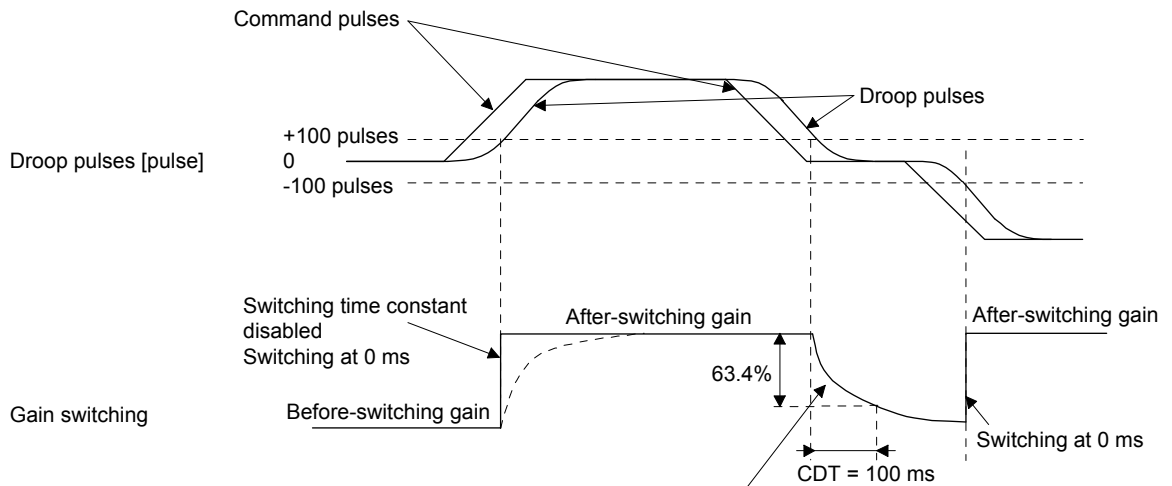 Command pulses
Droop pulses
+100 pulses
Droop pulses [pulse]
0
-100 pulses
Switching time constant
disabled
Switching at 0 ms
After-switching gain
After-switching gain
63.4%
Gain switching
Before-switching gain
Switching at 0 ms
CDT = 100 ms